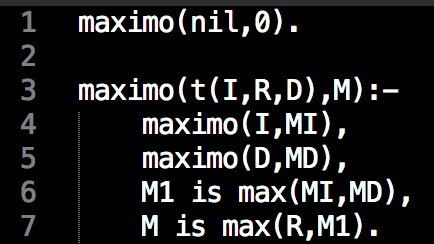 1 maximo(nil,0).
2
3 maximo(t(I,R,D),M):-
4     maximo(I,MI),
5     maximo(D,MD),
6     M1 is max(MI,MD),
7     M is max(R,M1).